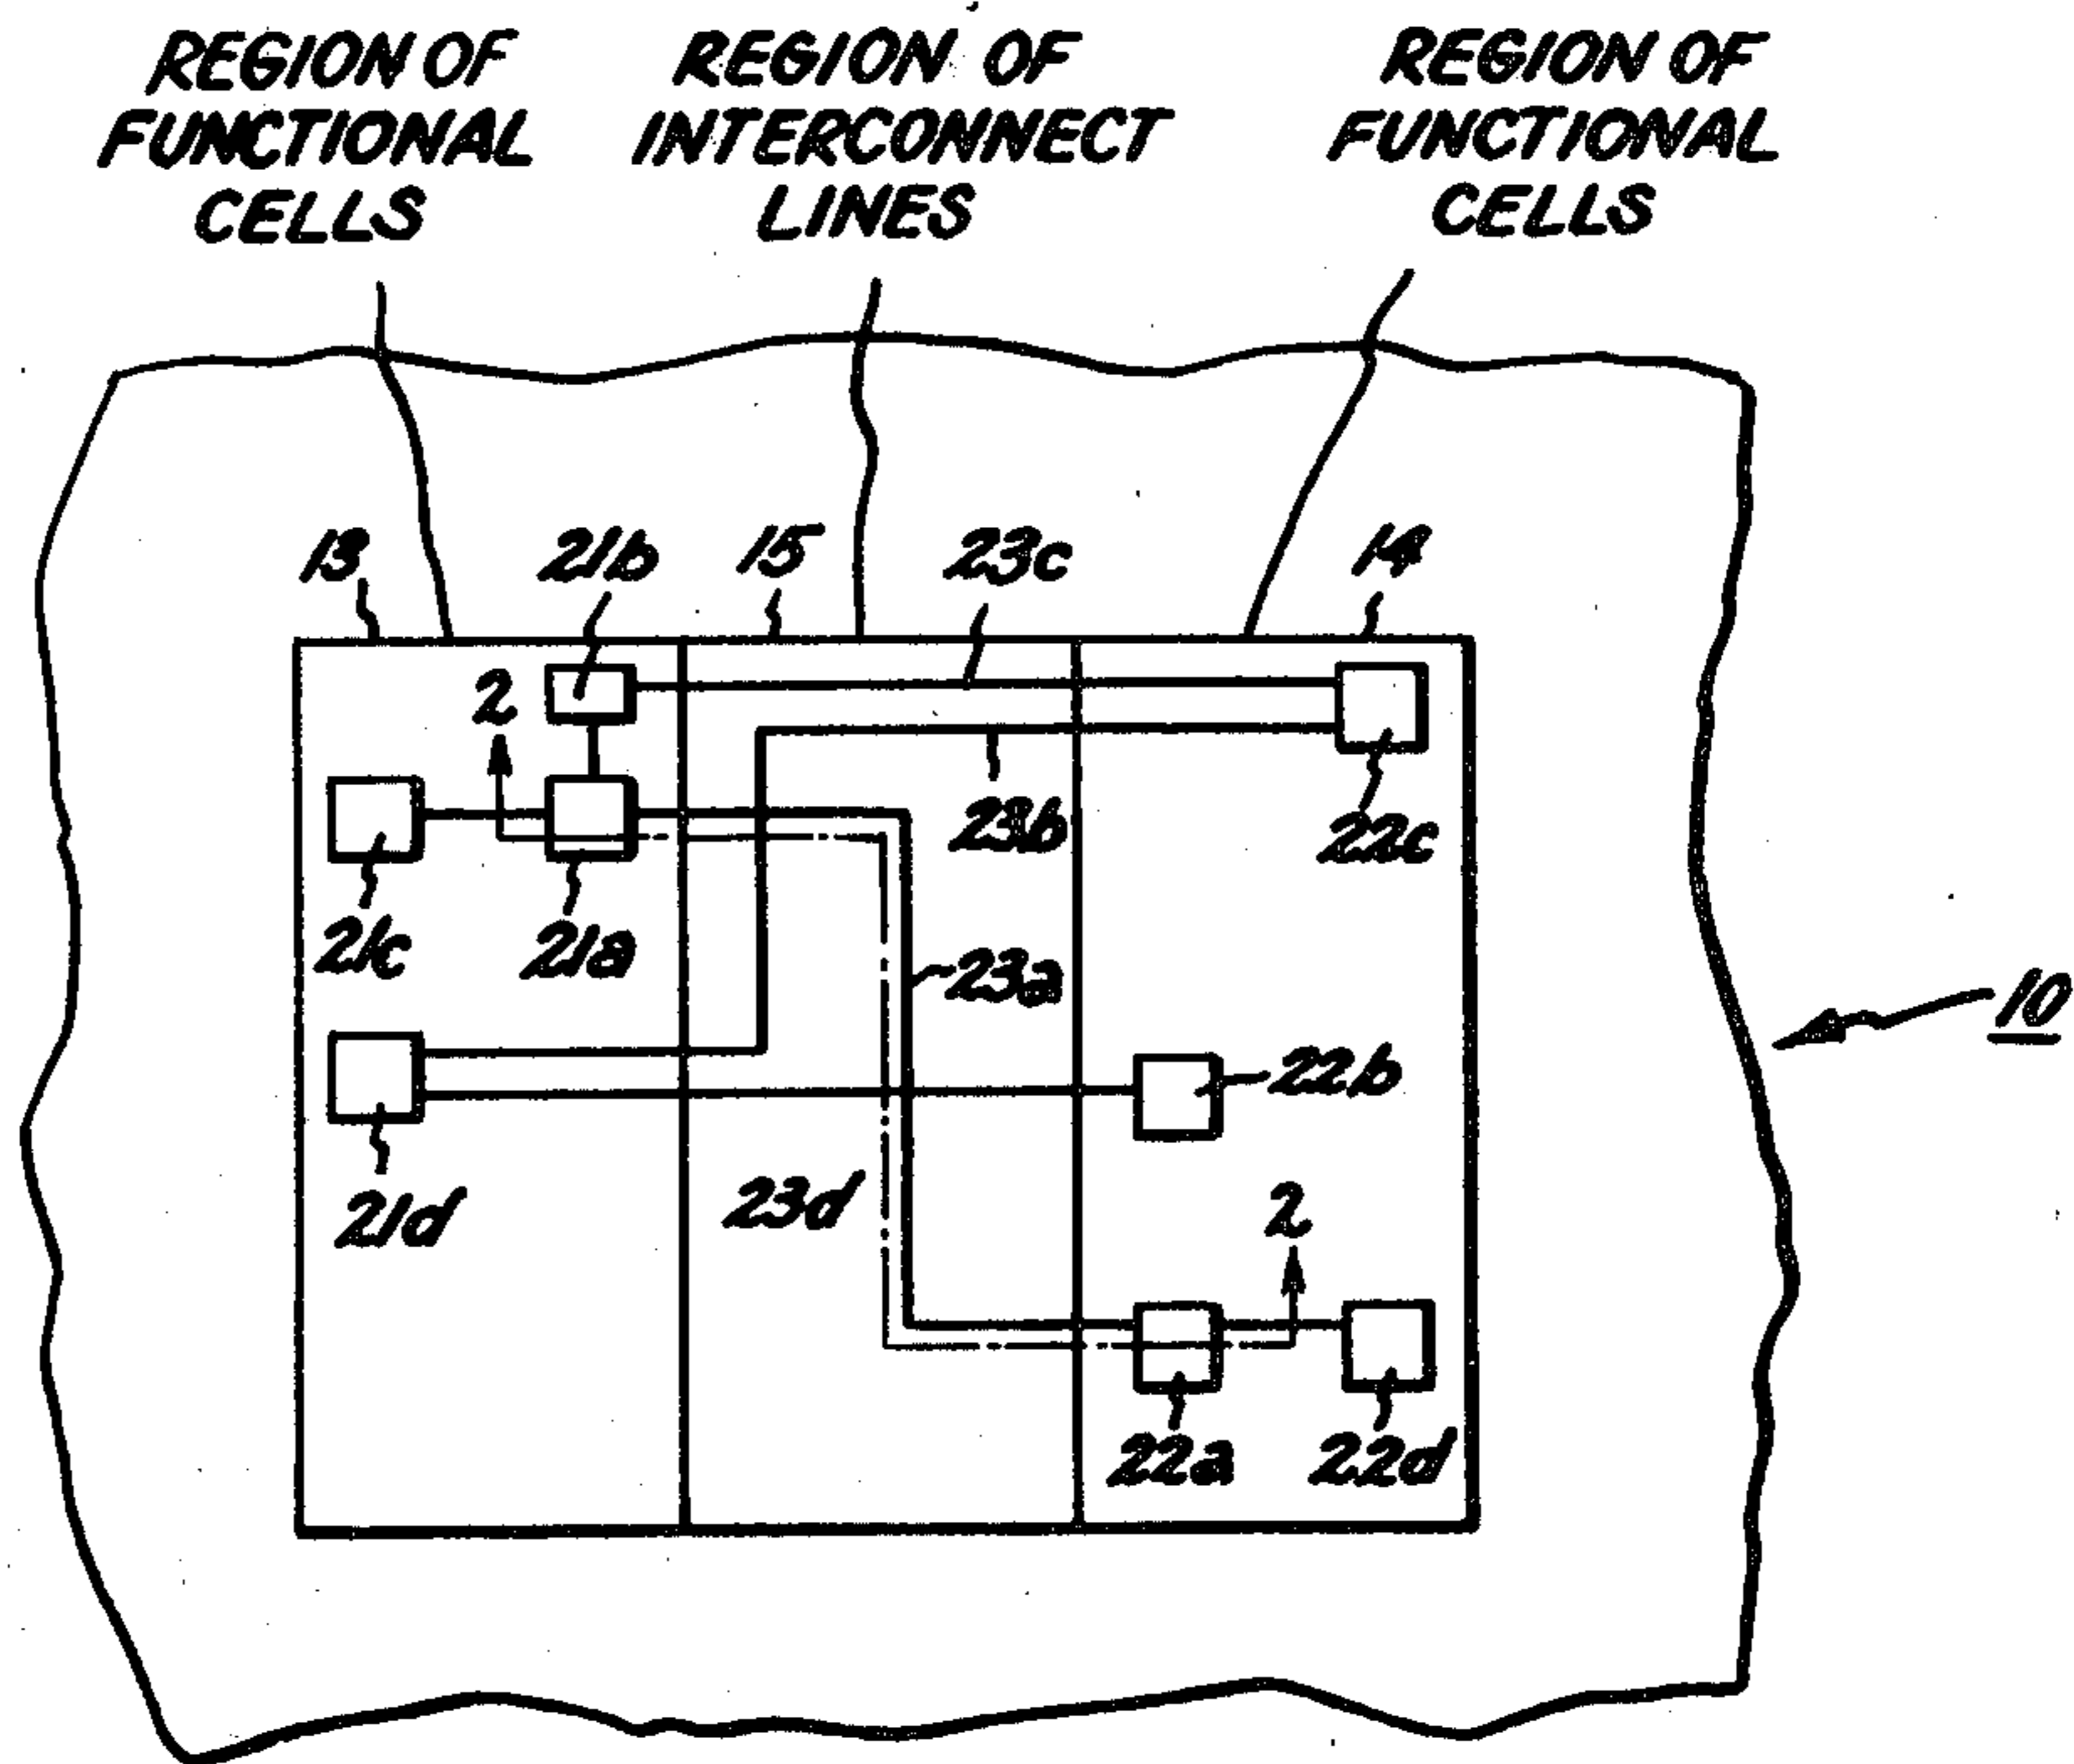 REGION OF
FUNCTIONAL
CELLS
REGION OF
INTERCONNECT
LINES
REGION OF
FUNCTIONAL
CELLS
13
21b
15
23c
14
2
23b
22c
21c
21a
23a
10
22b
21d
23d
2
22a
22d